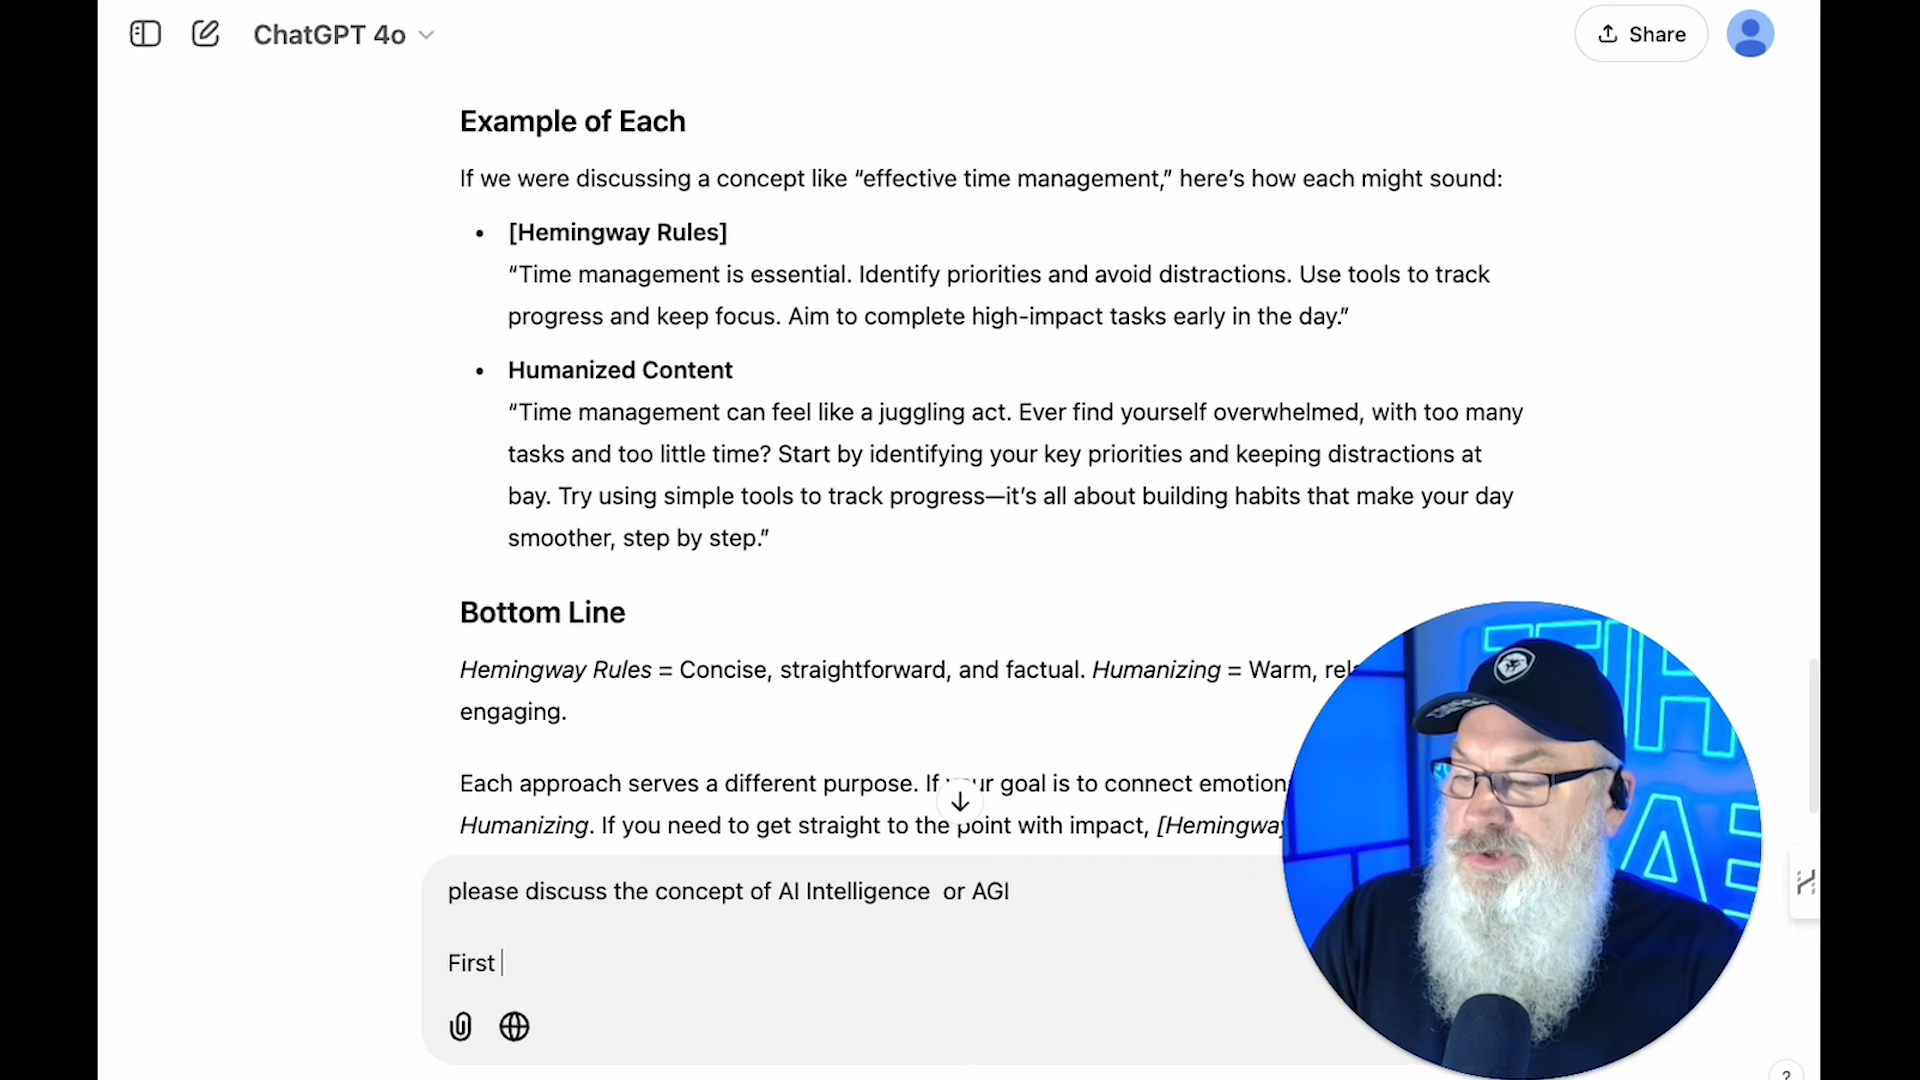 ChatGPT 4o
Share
Example of Each
If we were discussing a concept like “effective time management,” here’s how each might sound:
• [Hemingway Rules]
“Time management is essential. Identify priorities and avoid distractions. Use tools to track
progress and keep focus. Aim to complete high-impact tasks early in the day.”
• Humanized Content
“Time management can feel like a juggling act. Ever find yourself overwhelmed, with too many
tasks and too little time? Start by identifying your key priorities and keeping distractions at
bay. Try using simple tools to track progress—it’s all about building habits that make your day
smoother, step by step.”
Bottom Line
Hemingway Rules = Concise, straightforward, and factual. Humanizing = Warm,
engaging.
Each approach serves a different purpose. If your goal is to connect
Humanizing. If you need to get straight to the point with impact,
please discuss the concept of AI Intelligence  or AGI
First
?